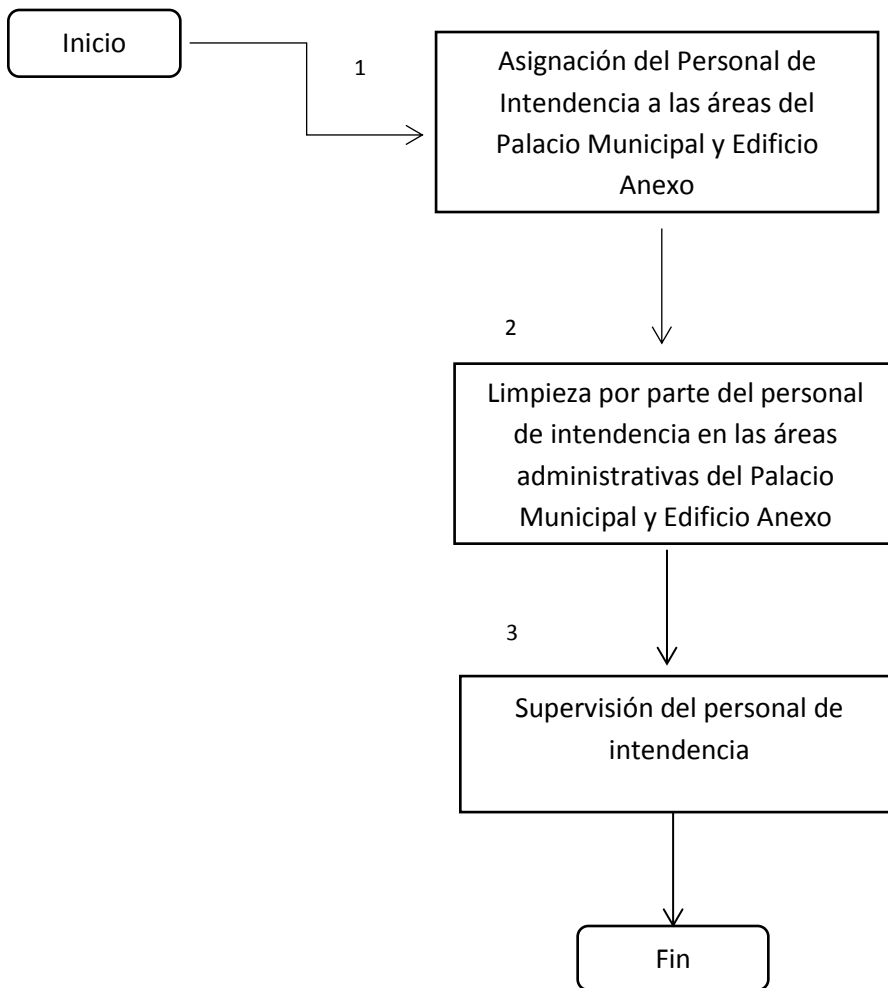 Inicio
1
Asignación del Personal de
Intendencia a las áreas del
Palacio Municipal y Edificio
Anexo
2
Limpieza por parte del personal
de intendencia en las áreas
administrativas del Palacio
Municipal y Edificio Anexo
3
Supervisión del personal de
intendencia
Fin